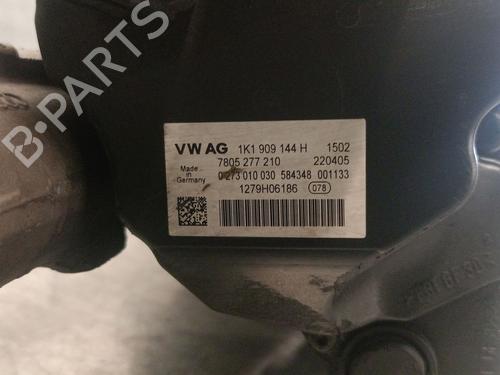 VW AG 1K1 909 144 H 1502
7805 277 210 220405
Made in Germany 0 273 010 030 584348 001133
1279H06186 078
B-PARTS